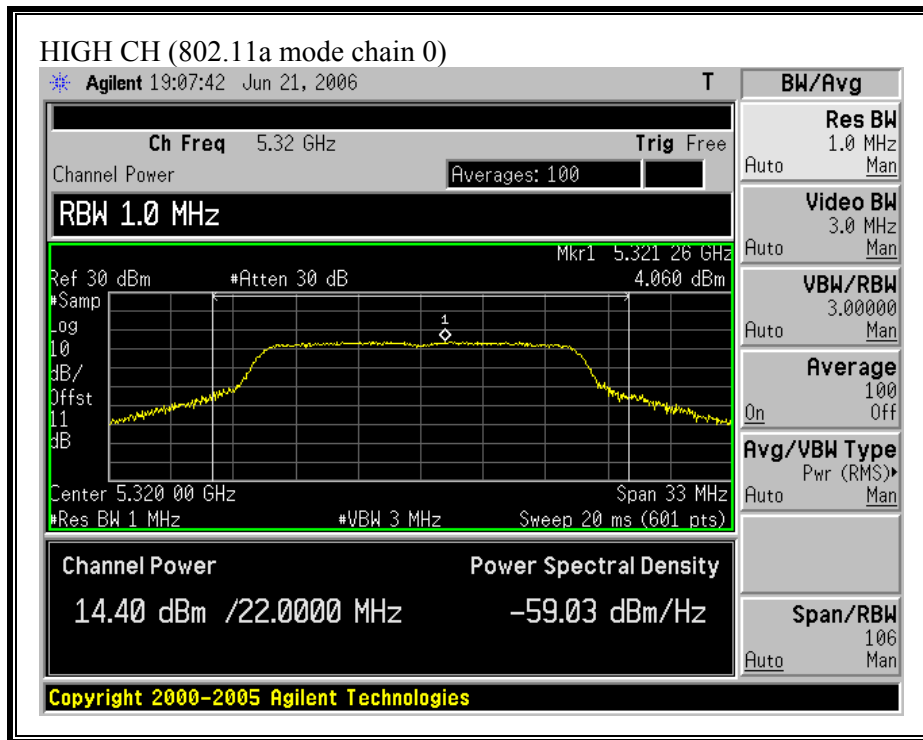 HIGH CH (802.11a mode chain 0)
Agilent 19:07:42 Jun 21, 2006 T
Ch Freq 5.32 GHz Trig Free
Channel Power Averages: 100
RBW 1.0 MHz
Mkr1 5.321 26 GHz
Ref 30 dBm #Atten 30 dB 4.060 dBm
#Samp
Log
10
dB/
Offst
11
dB
1
Center 5.320 00 GHz Span 33 MHz
#Res BW 1 MHz #VBW 3 MHz Sweep 20 ms (601 pts)
Channel Power Power Spectral Density
14.40 dBm /22.0000 MHz -59.03 dBm/Hz
Copyright 2000-2005 Agilent Technologies
BW/Avg
Res BW
1.0 MHz
Auto Man
Video BW
3.0 MHz
Auto Man
VBW/RBW
3.00000
Auto Man
Average
100
On Off
Avg/VBW Type
Pwr (RMS)▸
Auto Man
Span/RBW
106
Auto Man